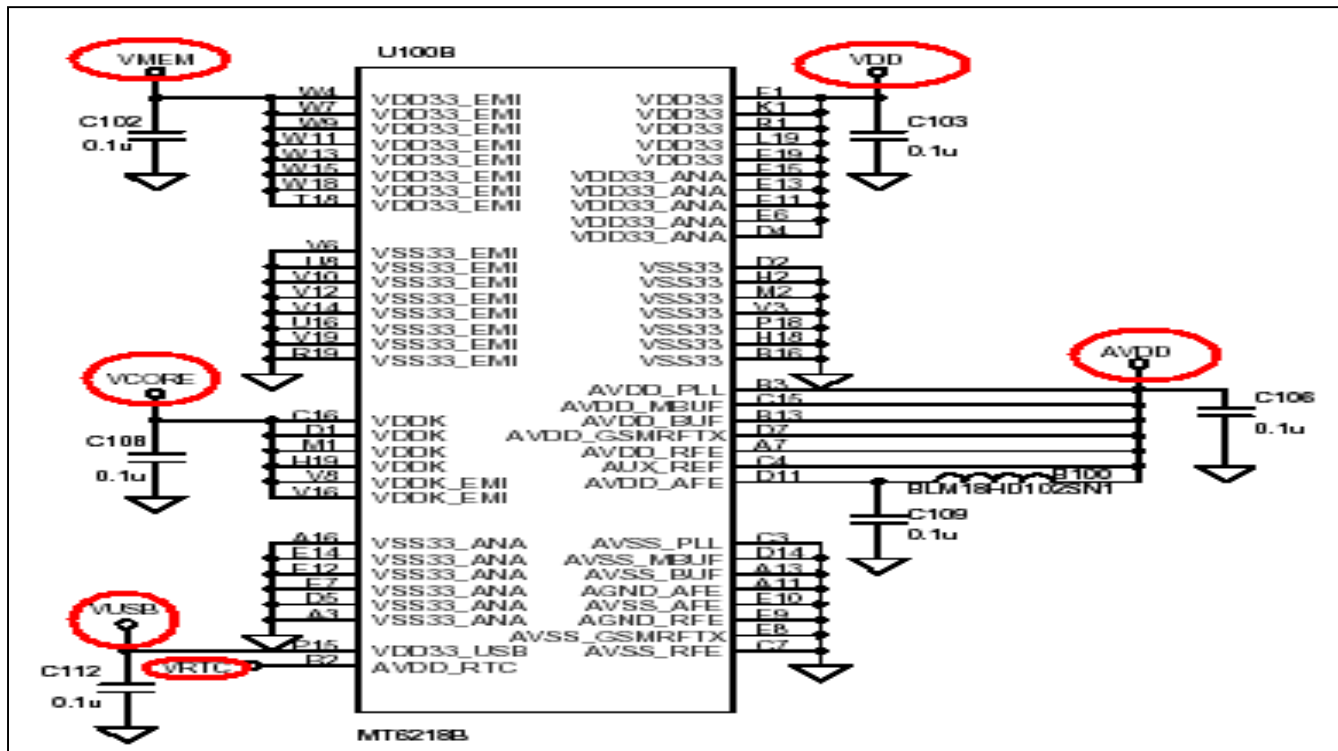 U100B
VMEM
C102
0.1u
W4 VDD33_EMI
W7 VDD33_EMI
W9 VDD33_EMI
W11 VDD33_EMI
W13 VDD33_EMI
W15 VDD33_EMI
W18 VDD33_EMI
T18 VDD33_EMI
V6 VSS33_EMI
U8 VSS33_EMI
V10 VSS33_EMI
V12 VSS33_EMI
V14 VSS33_EMI
U16 VSS33_EMI
V19 VSS33_EMI
R19 VSS33_EMI
VCORE
C108
0.1u
C16 VDDK
D1 VDDK
M1 VDDK
H19 VDDK
V8 VDDK_EMI
V16 VDDK_EMI
A16 VSS33_ANA
E14 VSS33_ANA
E12 VSS33_ANA
E7 VSS33_ANA
D5 VSS33_ANA
A3 VSS33_ANA
VUSB
C112
0.1u
P15 VDD33_USB
VRTC
B2 AVDD_RTC
VDD
C103
0.1u
VDD33 F1
VDD33 K1
VDD33 R1
VDD33 L19
VDD33 E19
VDD33_ANA E15
VDD33_ANA E13
VDD33_ANA E11
VDD33_ANA E6
VDD33_ANA D4
VSS33 D2
VSS33 H2
VSS33 M2
VSS33 V3
VSS33 P18
VSS33 H18
VSS33 B16
AVDD
C106
0.1u
AVDD_PLL B3
AVDD_MBUF C15
AVDD_BUF B13
AVDD_GSMRFTX D7
AVDD_RFE A7
AUX_REF C4
AVDD_AFE D11
B100
BLM18HD102SN1
C109
0.1u
AVSS_PLL C3
AVSS_MBUF D14
AVSS_BUF A13
AGND_AFE A11
AVSS_AFE E10
AGND_RFE E9
AVSS_GSMRFTX E8
AVSS_RFE C7
MT6218B